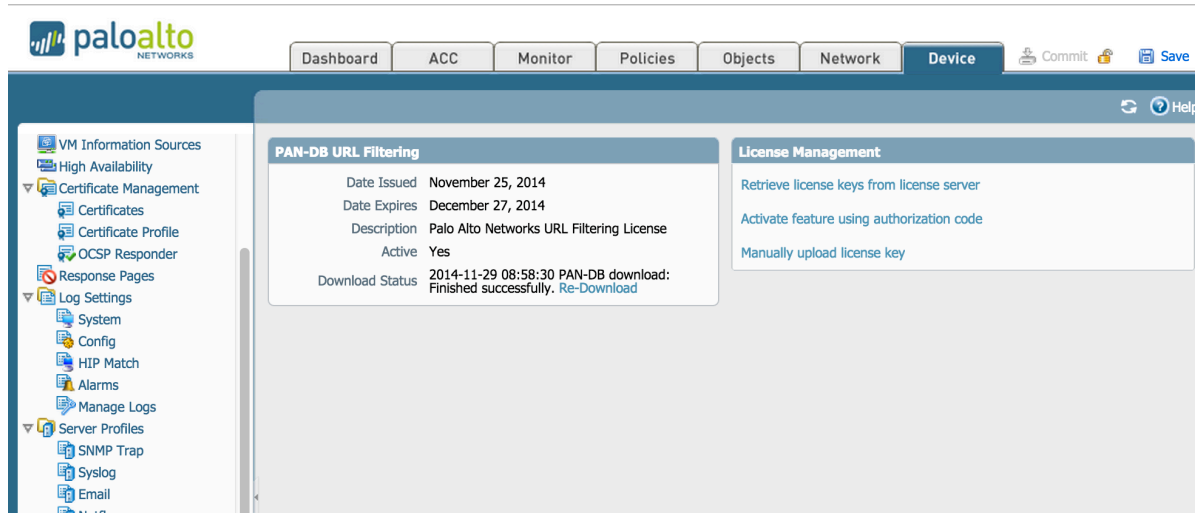 paloalto
NETWORKS
Dashboard
ACC
Monitor
Policies
Objects
Network
Device
Commit
Save
Help
VM Information Sources
High Availability
Certificate Management
Certificates
Certificate Profile
OCSP Responder
Response Pages
Log Settings
System
Config
HIP Match
Alarms
Manage Logs
Server Profiles
SNMP Trap
Syslog
Email
PAN-DB URL Filtering
Date Issued November 25, 2014
Date Expires December 27, 2014
Description Palo Alto Networks URL Filtering License
Active Yes
Download Status 2014-11-29 08:58:30 PAN-DB download:
Finished successfully. Re-Download
License Management
Retrieve license keys from license server
Activate feature using authorization code
Manually upload license key